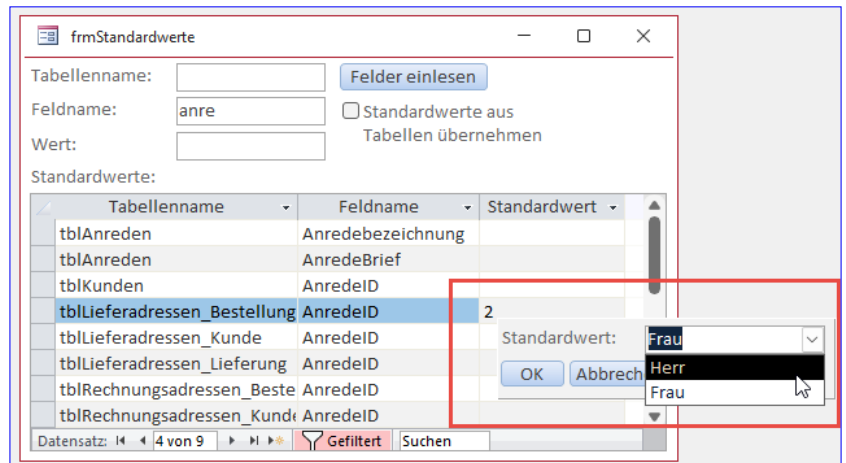 frmStandardwerte
Tabellenname:
Felder einlesen
Feldname: anre
Standardwerte aus
Tabellen übernehmen
Wert:
Standardwerte:
Tabellenname Feldname Standardwert
tblAnreden Anredebezeichnung
tblAnreden AnredeBrief
tblKunden AnredeID
tblLieferadressen_Bestellung AnredeID 2
tblLieferadressen_Kunde AnredeID
tblLieferadressen_Lieferung AnredeID
tblRechnungsadressen_Beste AnredeID
tblRechnungsadressen_Kunde AnredeID
Standardwert: Frau
OK Abbrech
Herr
Frau
Datensatz: 4 von 9 Gefiltert Suchen